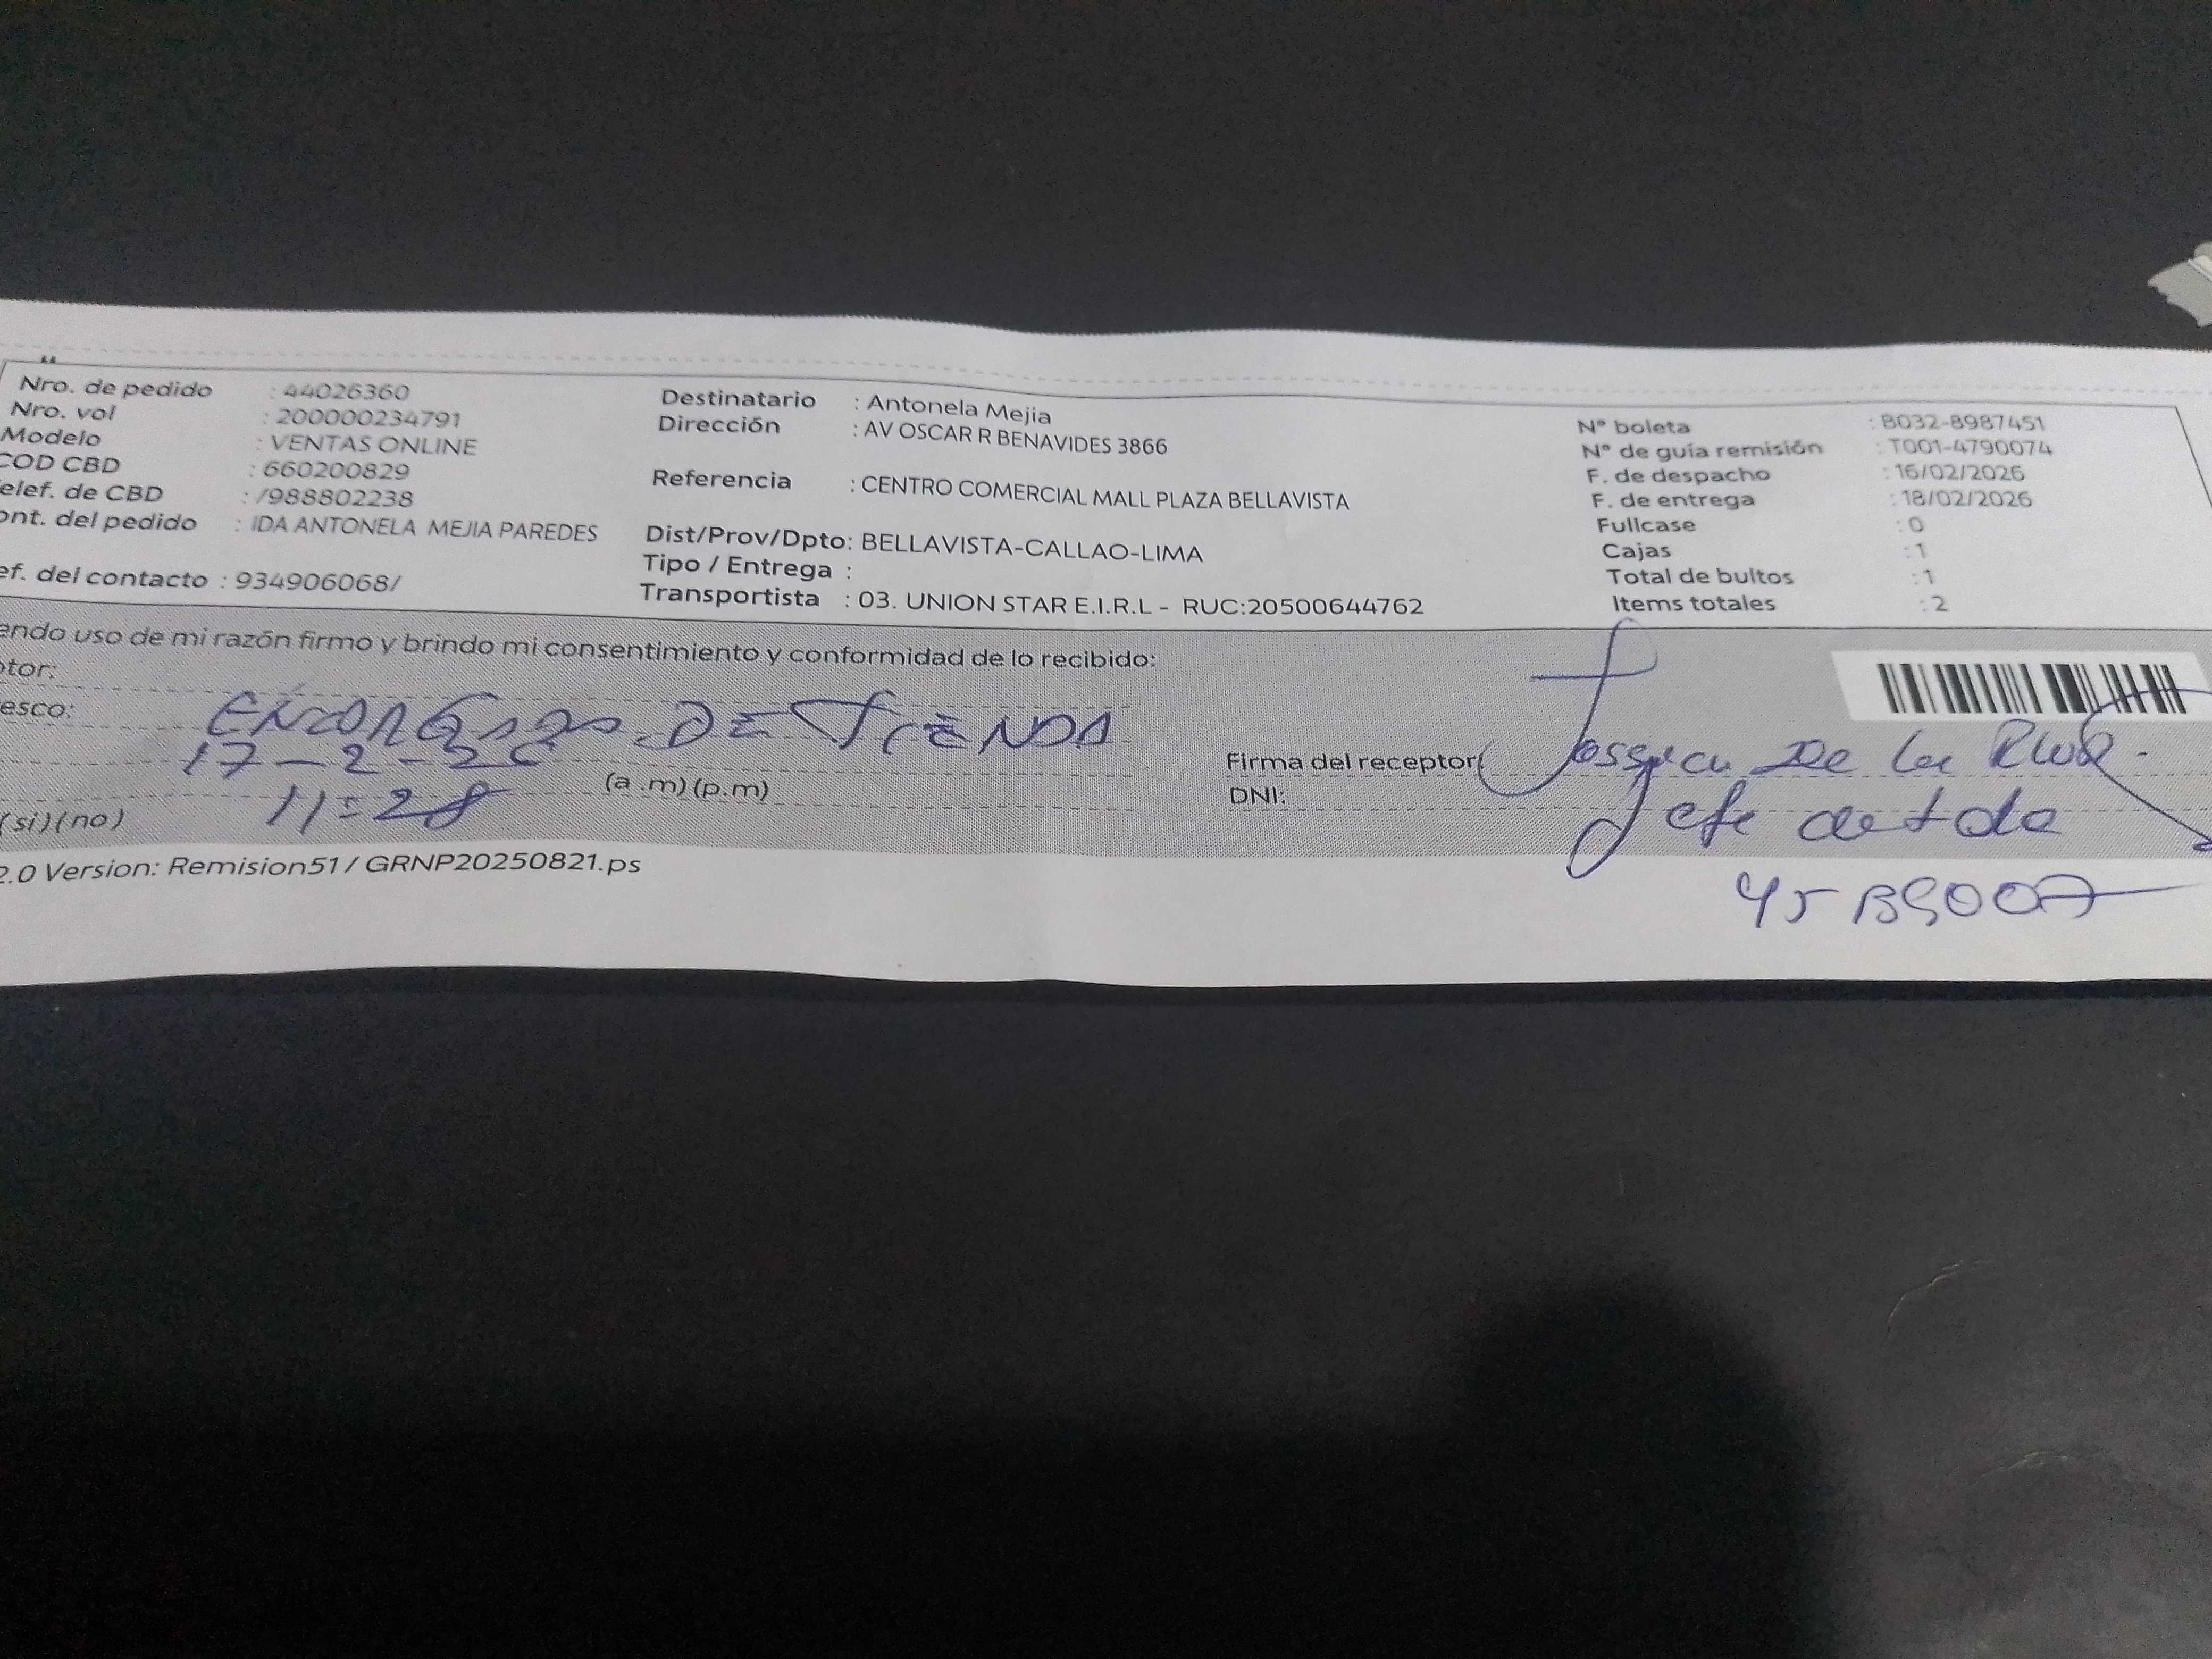 Nro. de pedido : 44026360
Nro. vol : 200000234791
Modelo : VENTAS ONLINE
COD CBD : 660200829
elef. de CBD : /988802238
ont. del pedido : IDA ANTONELA MEJIA PAREDES
ef. del contacto : 934906068/
Destinatario : Antonela Mejia
Dirección : AV OSCAR R BENAVIDES 3866
Referencia : CENTRO COMERCIAL MALL PLAZA BELLAVISTA
Dist/Prov/Dpto: BELLAVISTA-CALLAO-LIMA
Tipo / Entrega :
Transportista : 03. UNION STAR E.I.R.L - RUC:20500644762
N° boleta : B032-8987451
N° de guía remisión : T001-4790074
F. de despacho : 16/02/2026
F. de entrega : 18/02/2026
Fullcase : 0
Cajas : 1
Total de bultos : 1
Items totales : 2
endo uso de mi razón firmo y brindo mi consentimiento y conformidad de lo recibido:
ptor:
esco: ENCARGADA DE TIENDA
17-2-26
11:28 (a .m) (p.m)
(si) (no)
Firma del receptor: Jessica De la
DNI: Jefe de tda
2.0 Version: Remision51 / GRNP20250821.ps